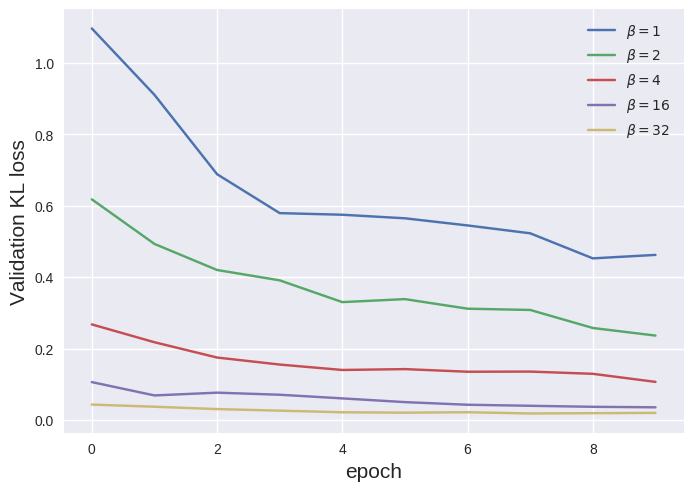 β = 1
β = 2
β = 4
β = 16
β = 32
Validation KL loss
1.0
0.8
0.6
0.4
0.2
0.0
0 2 4 6 8
epoch